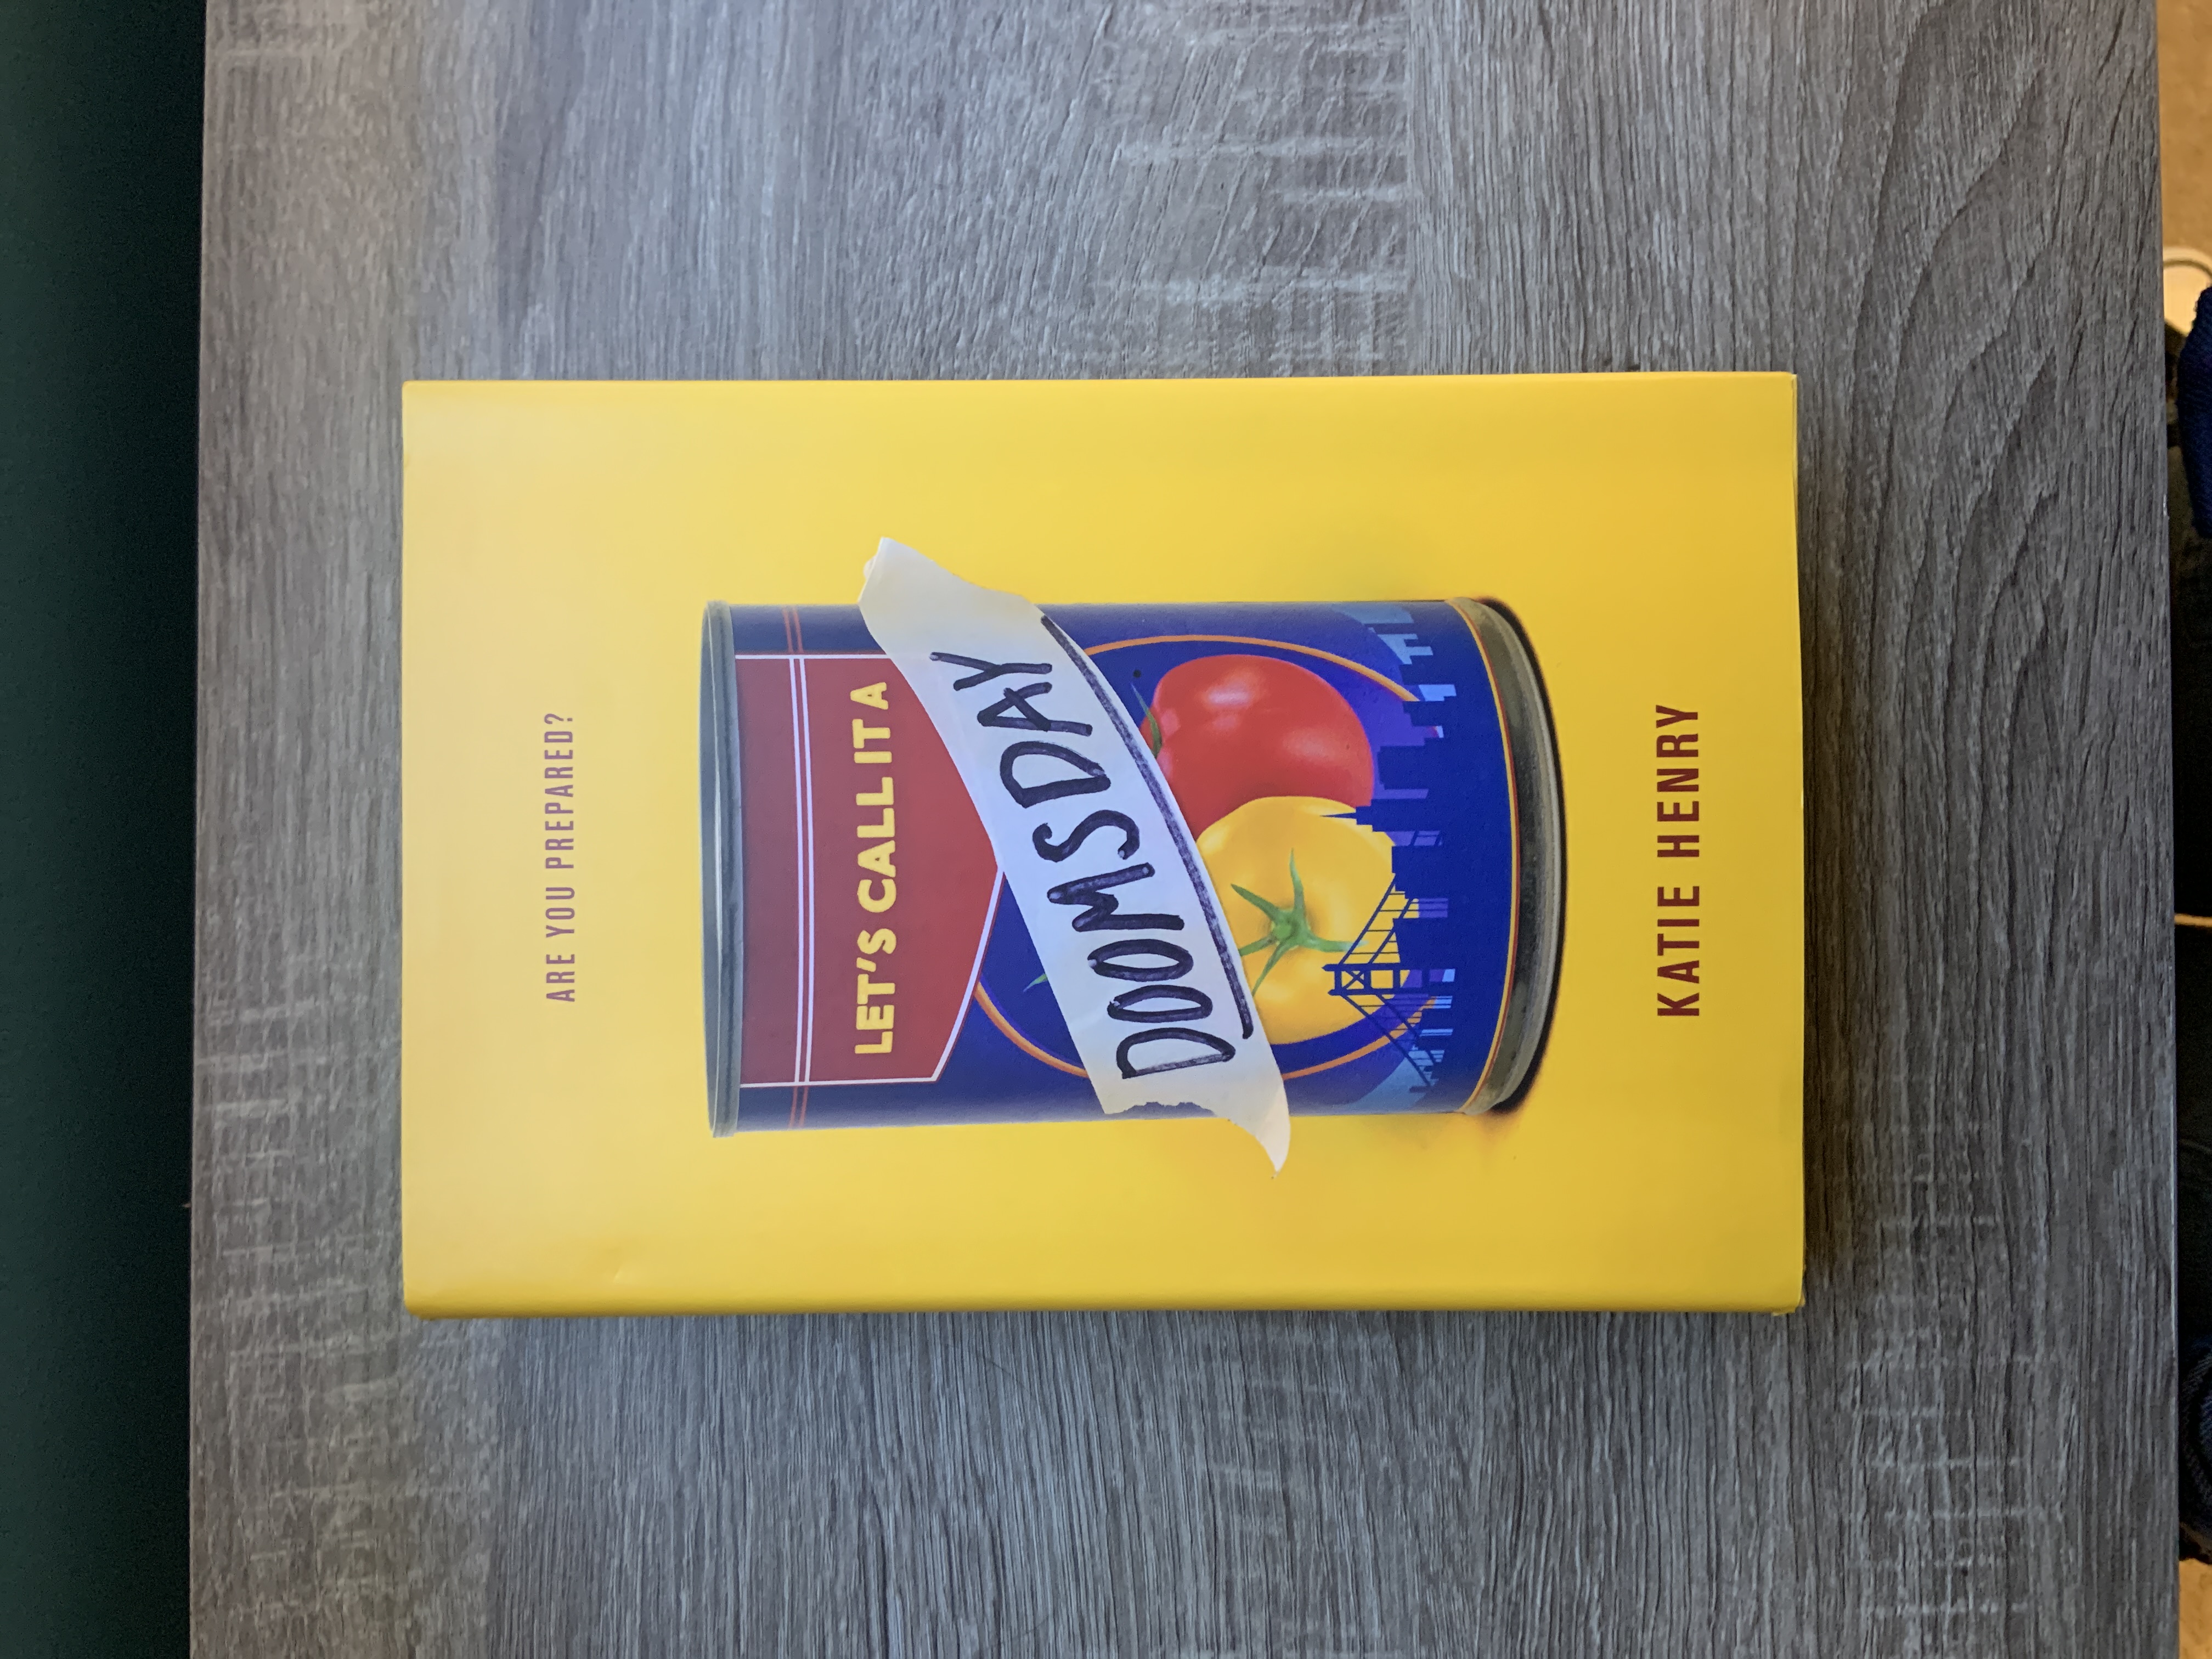 ARE YOU PREPARED?
LET'S CALL IT A
DOOMSDAY
KATIE HENRY